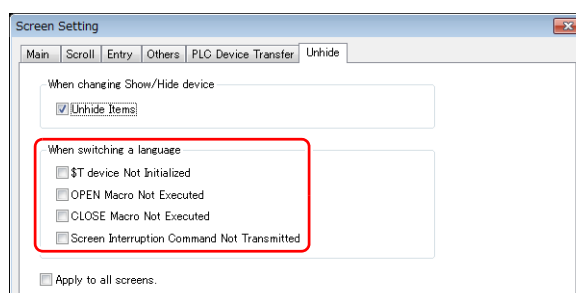 Screen Setting
Main Scroll Entry Others PLC Device Transfer Unhide
When changing Show/Hide device
Unhide Items
When switching a language
$T device Not Initialized
OPEN Macro Not Executed
CLOSE Macro Not Executed
Screen Interruption Command Not Transmitted
Apply to all screens.